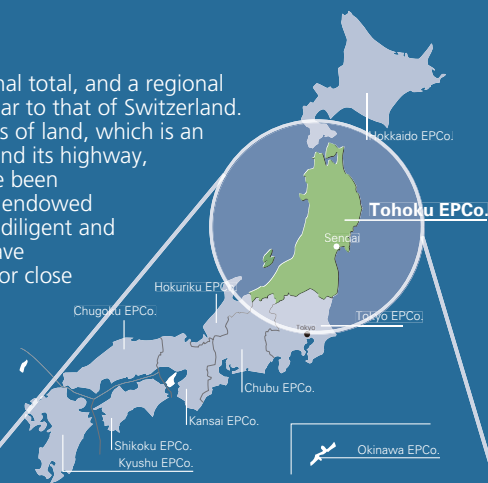 nal total, and a regional
ar to that of Switzerland.
s of land, which is an
nd its highway,
e been
endowed
diligent and
ave
or close
Hokkaido EPCo.
Tohoku EPCo.
Sendai
Hokuriku EPCo.
Chugoku EPCo.
Tokyo EPCo.
Tokyo
Chubu EPCo.
Kansai EPCo.
Shikoku EPCo.
Kyushu EPCo.
Okinawa EPCo.